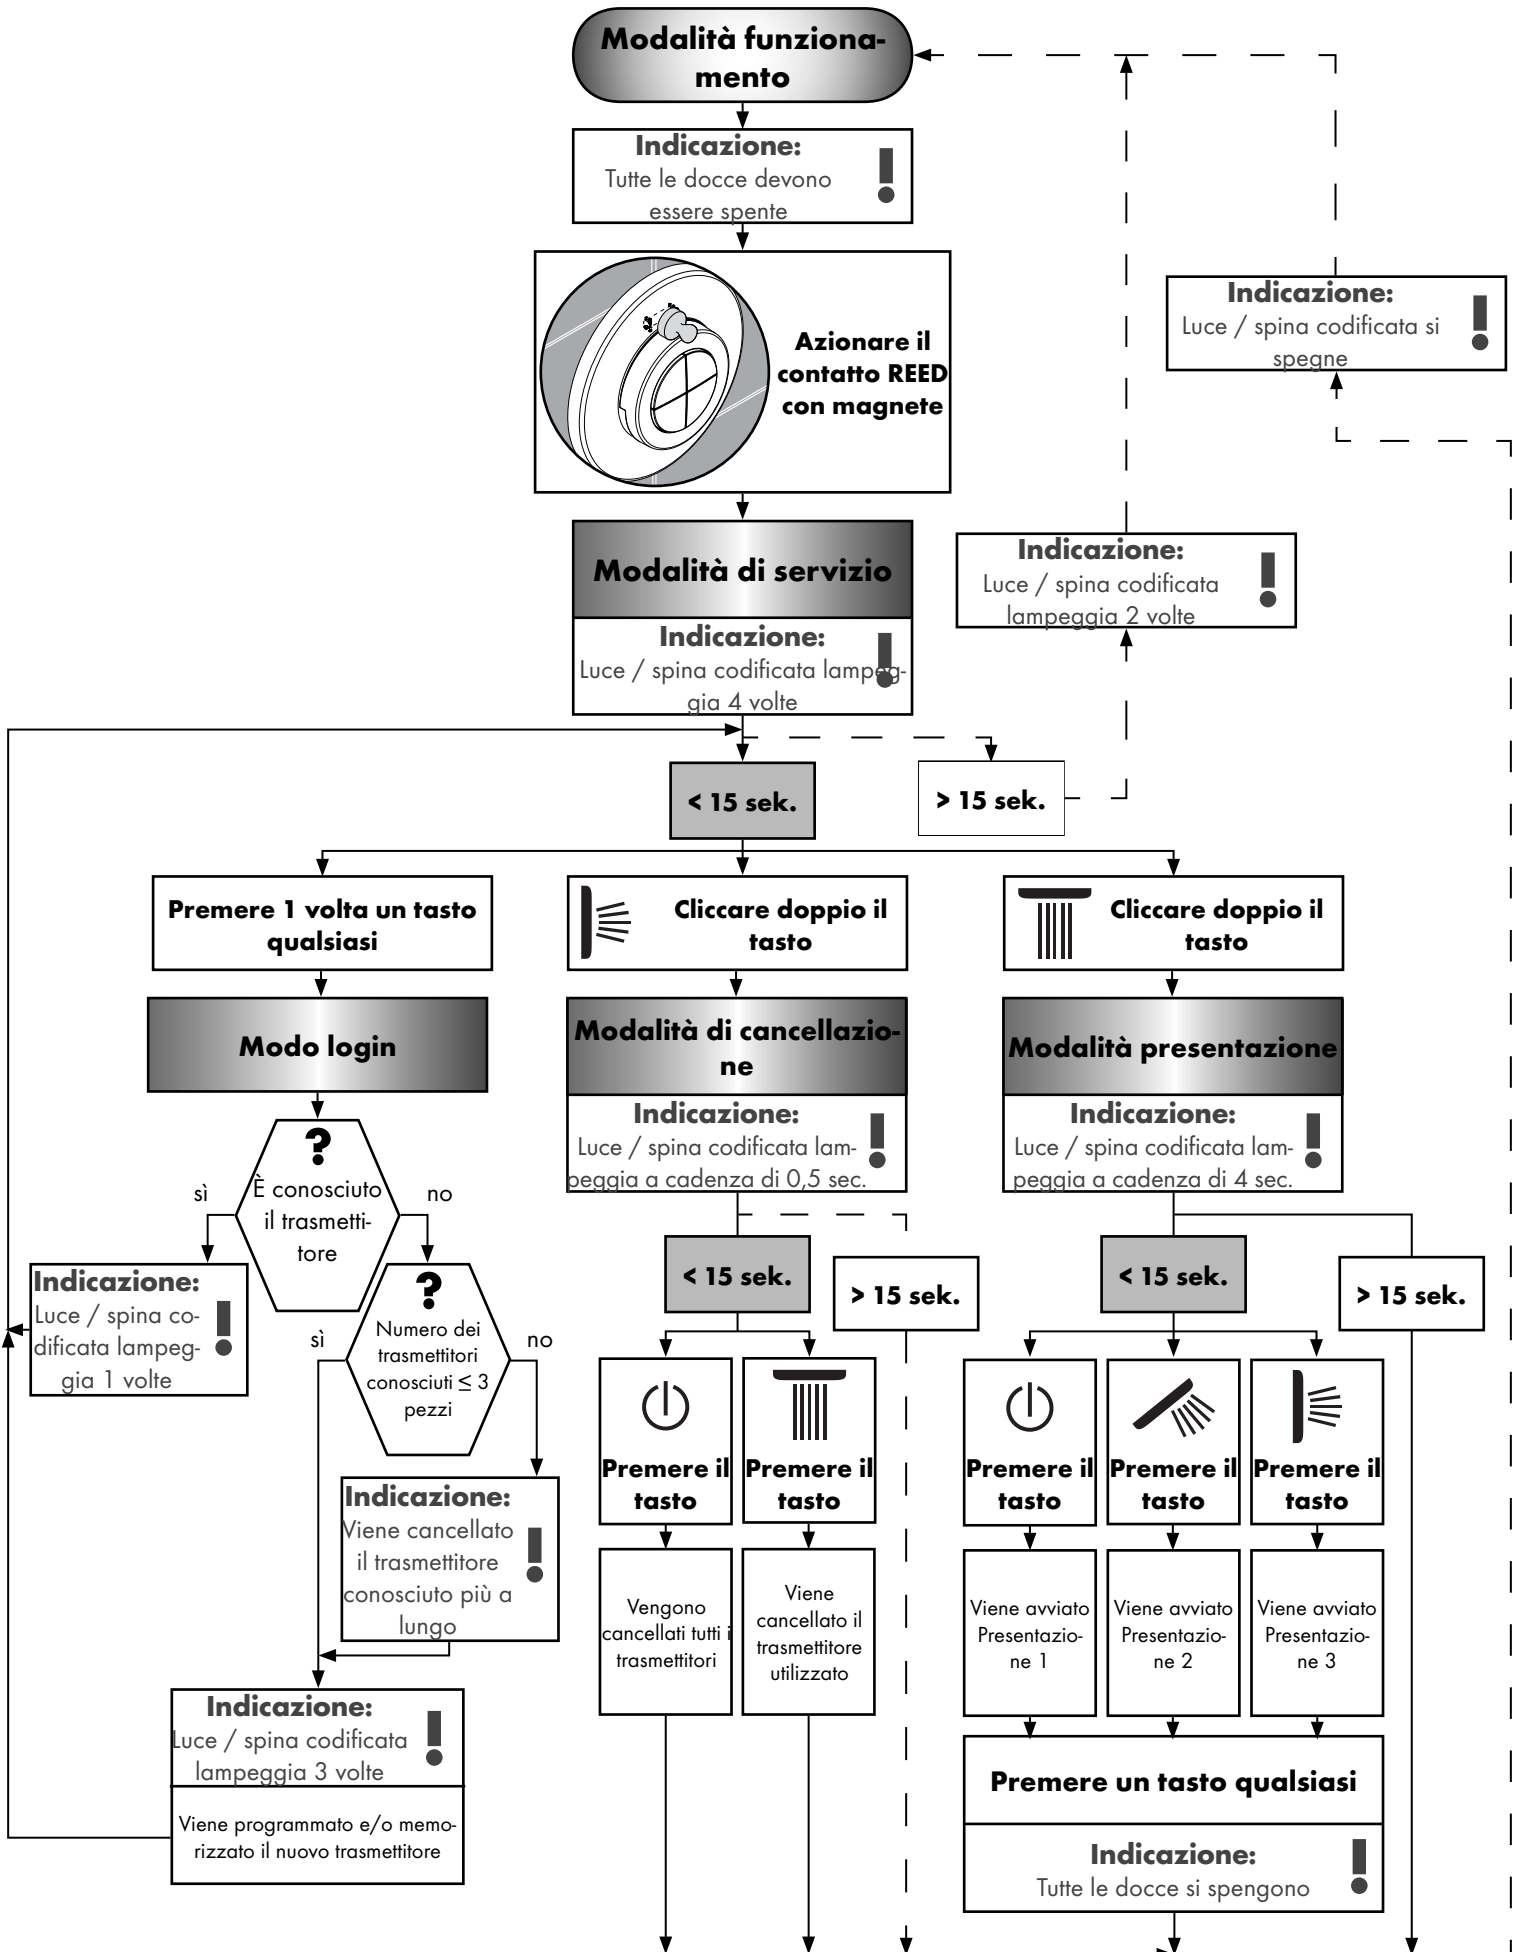 Modalità funziona-
mento
Indicazione:
Tutte le docce devono
essere spente
Azionare il
contatto REED
con magnete
Indicazione:
Luce / spina codificata si
spegne
Modalità di servizio
Indicazione:
Luce / spina codificata lampeg-
gia 4 volte
Indicazione:
Luce / spina codificata
lampeggia 2 volte
< 15 sek.
> 15 sek.
Premere 1 volta un tasto
qualsiasi
Cliccare doppio il
tasto
Cliccare doppio il
tasto
Modo login
Modalità di cancellazio-
ne
Indicazione:
Luce / spina codificata lam-
peggia a cadenza di 0,5 sec.
Modalità presentazione
Indicazione:
Luce / spina codificata lam-
peggia a cadenza di 4 sec.
?
È conosciuto
il trasmetti-
tore
sì
no
Indicazione:
Luce / spina co-
dificata lampeg-
gia 1 volte
?
Numero dei
trasmettitori
conosciuti ≤ 3
pezzi
sì
no
Indicazione:
Viene cancellato
il trasmettitore
conosciuto più a
lungo
Indicazione:
Luce / spina codificata
lampeggia 3 volte
Viene programmato e/o memo-
rizzato il nuovo trasmettitore
< 15 sek.
> 15 sek.
Premere il
tasto
Premere il
tasto
Vengono
cancellati tutti i
trasmettitori
Viene
cancellato il
trasmettitore
utilizzato
< 15 sek.
> 15 sek.
Premere il
tasto
Premere il
tasto
Premere il
tasto
Viene avviato
Presentazio-
ne 1
Viene avviato
Presentazio-
ne 2
Viene avviato
Presentazio-
ne 3
Premere un tasto qualsiasi
Indicazione:
Tutte le docce si spengono